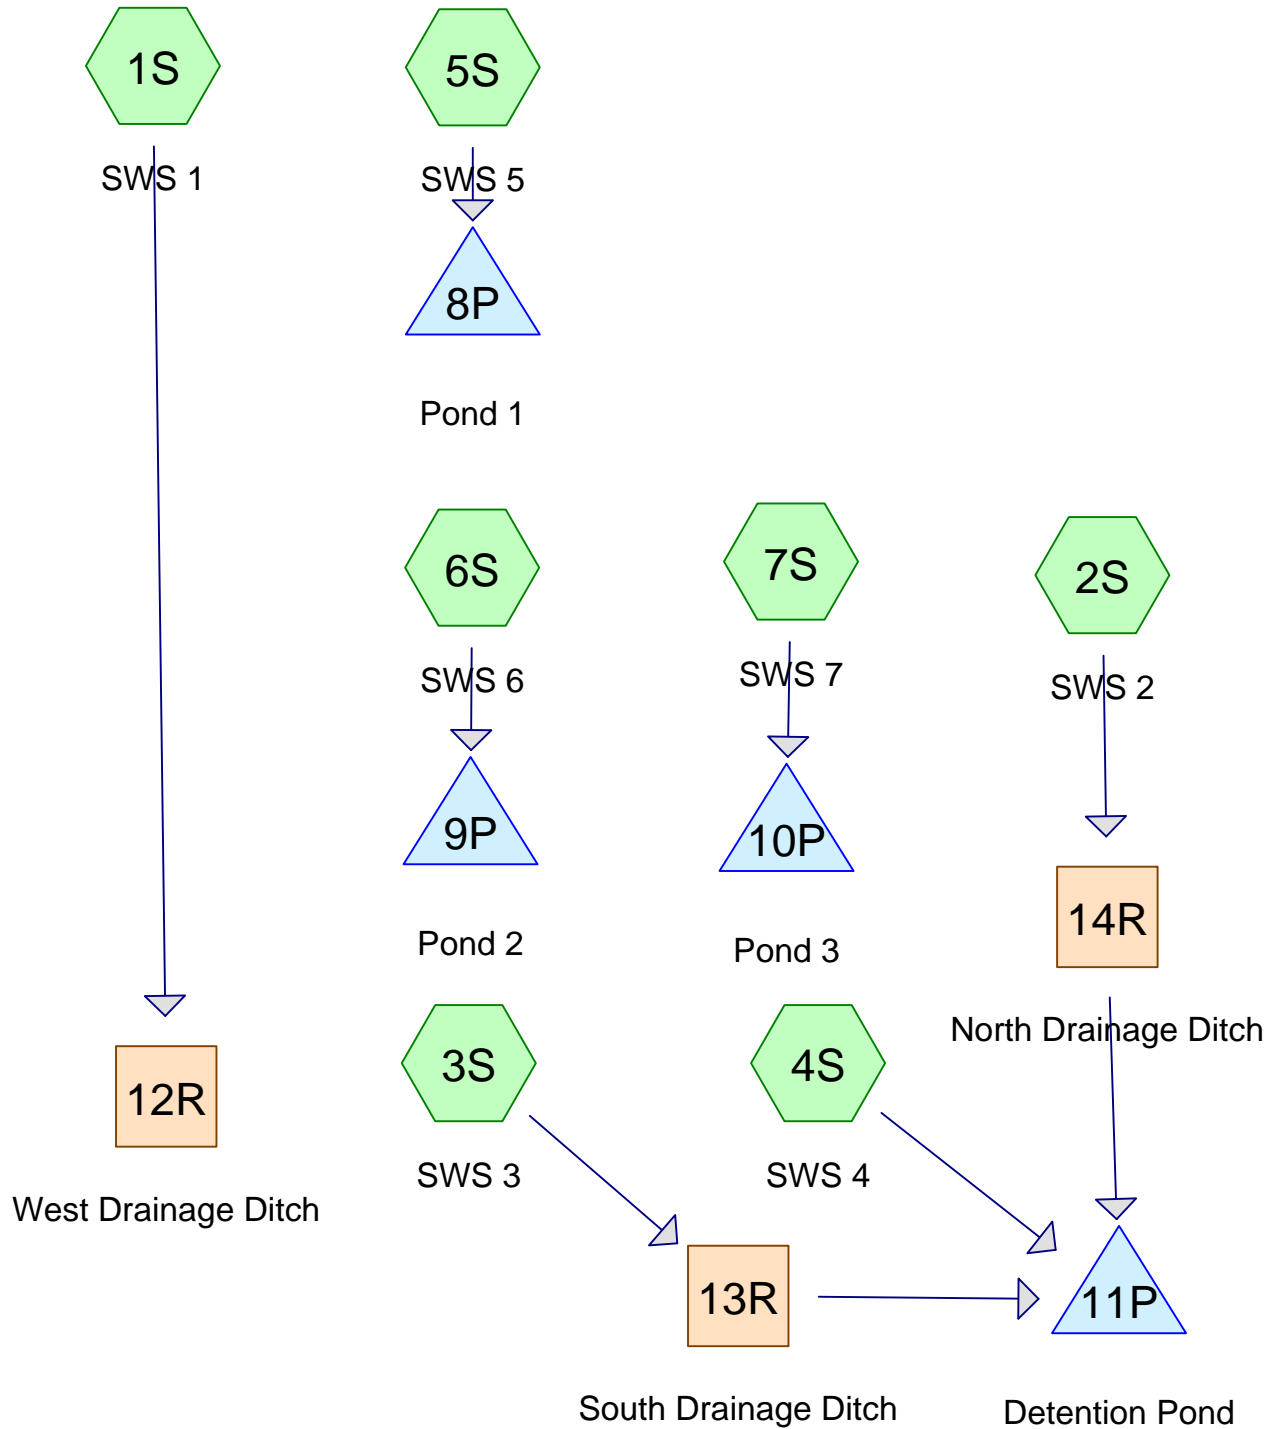 1S
SWS 1
5S
SWS 5
8P
Pond 1
6S
SWS 6
7S
SWS 7
2S
SWS 2
9P
Pond 2
10P
Pond 3
14R
North Drainage Ditch
12R
West Drainage Ditch
3S
SWS 3
4S
SWS 4
13R
South Drainage Ditch
11P
Detention Pond